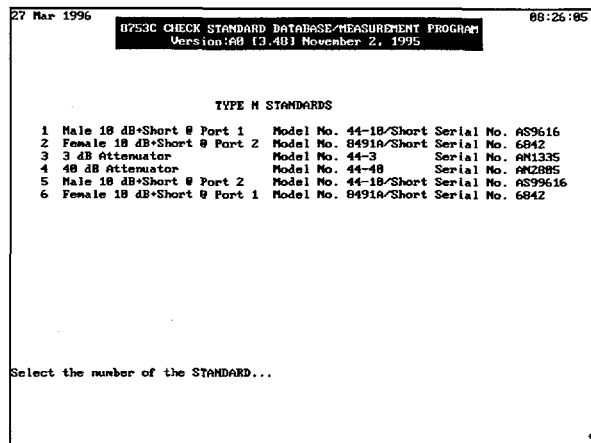 27 Mar 1996 08:26:05
8753C CHECK STANDARD DATABASE/MEASUREMENT PROGRAM
Version:A0 [3.48] November 2, 1995
TYPE N STANDARDS
1 Male 10 dB+Short @ Port 1 Model No. 44-10/Short Serial No. AS9616
2 Female 10 dB+Short @ Port 2 Model No. 8491A/Short Serial No. 6842
3 3 dB Attenuator Model No. 44-3 Serial No. AN1335
4 40 dB Attenuator Model No. 44-40 Serial No. AM2805
5 Male 10 dB+Short @ Port 2 Model No. 44-10/Short Serial No. AS99616
6 Female 10 dB+Short @ Port 1 Model No. 8491A/Short Serial No. 6842
Select the number of the STANDARD...